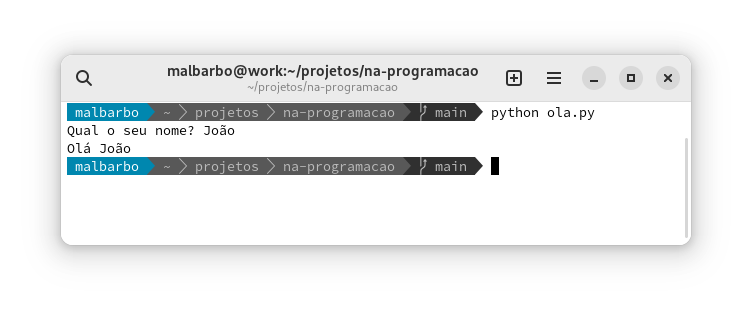 malbarbo@work:~/projetos/na-programacao
~/projetos/na-programacao
malbarbo ~ projetos na-programacao main python ola.py
Qual o seu nome? João
Olá João
malbarbo ~ projetos na-programacao main